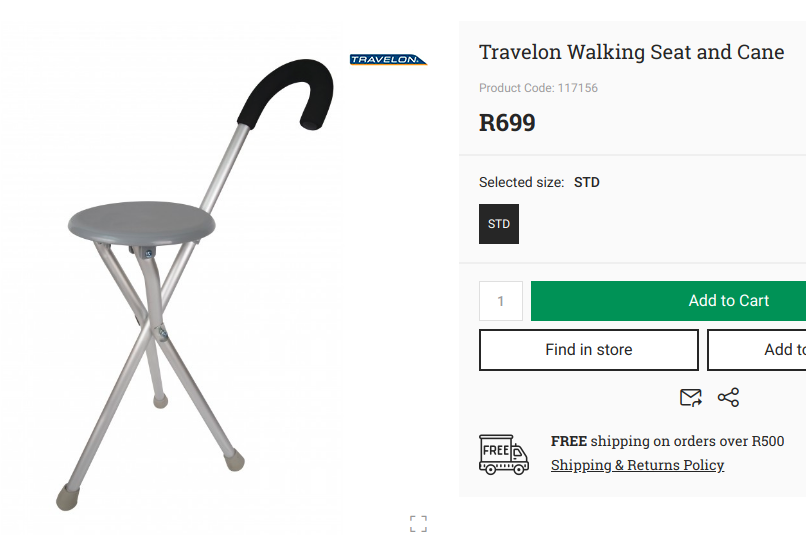 TRAVELON
Travelon Walking Seat and Cane
Product Code: 117156
R699
Selected size: STD
STD
1
Add to Cart
Find in store
Add to
FREE
FREE shipping on orders over R500
Shipping & Returns Policy